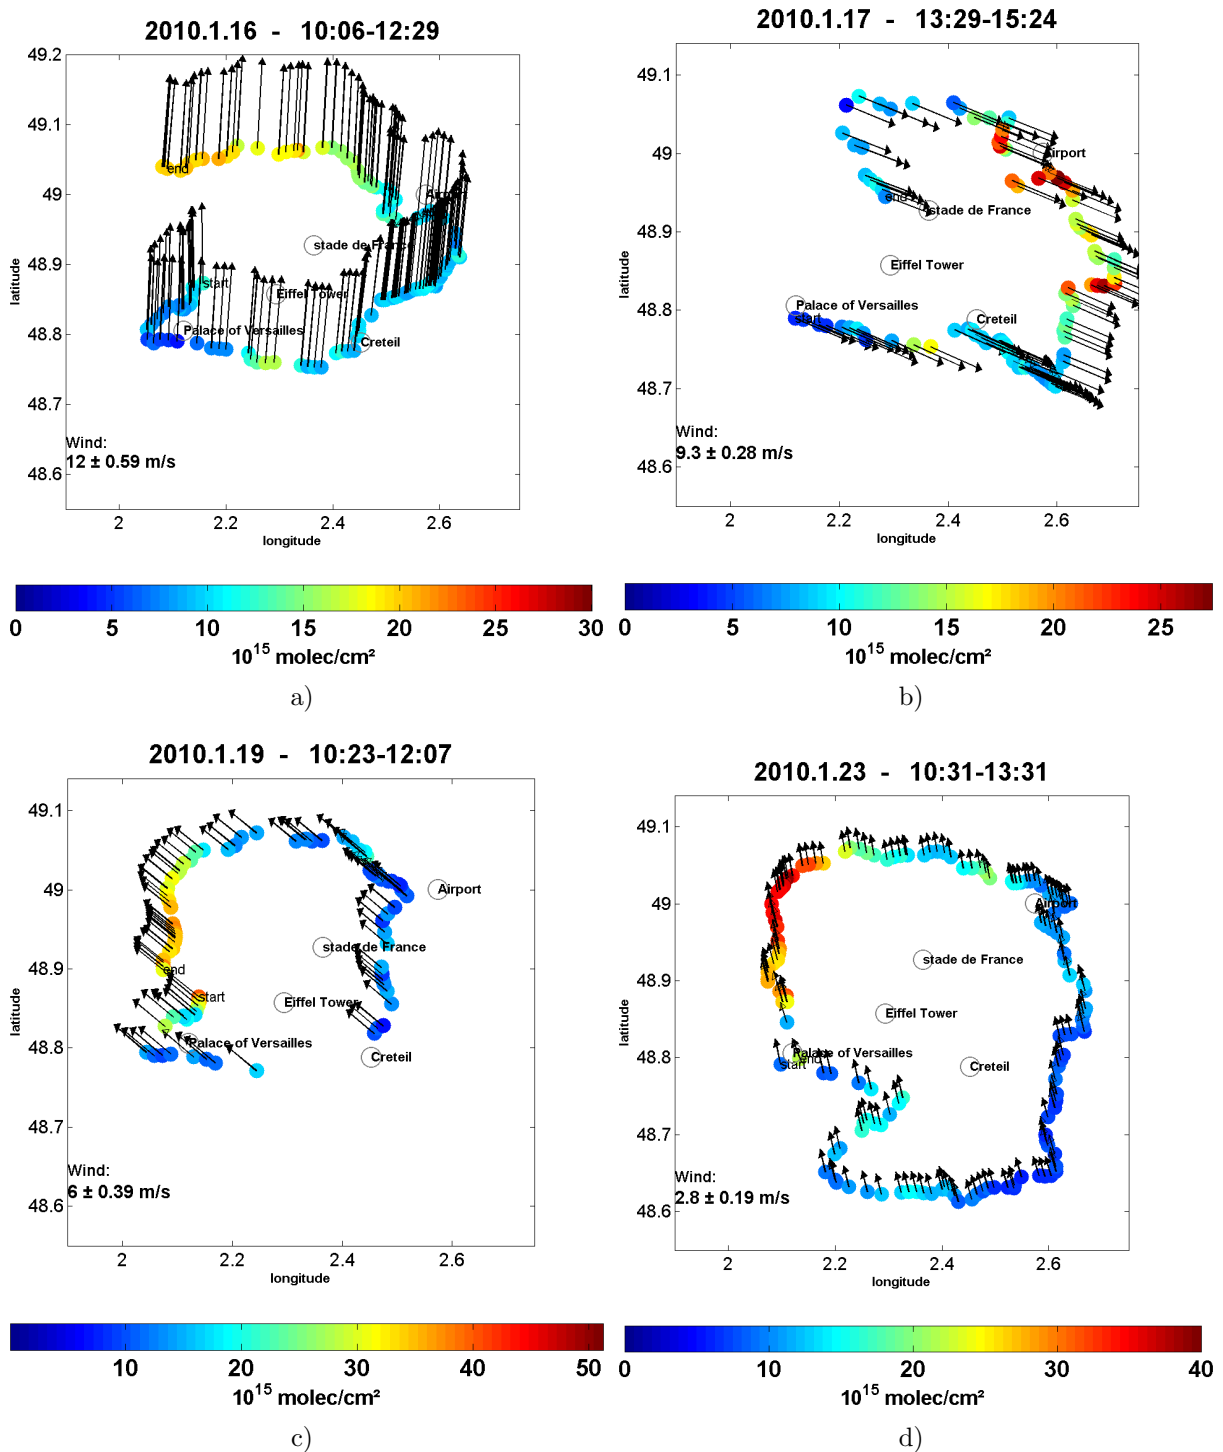 2010.1.16 - 10:06-12:29
49.2
49.1
49
48.9
48.8
48.7
48.6
latitude
end
Airport
stade de France
start
Eiffel Tower
Palace of Versailles
Creteil
Wind:
12 ± 0.59 m/s
2 2.2 2.4 2.6
longitude
0 5 10 15 20 25 30
10¹⁵ molec/cm²
a)
2010.1.17 - 13:29-15:24
49.1
49
48.9
48.8
48.7
48.6
latitude
Airport
end
stade de France
Eiffel Tower
Palace of Versailles
start
Creteil
Wind:
9.3 ± 0.28 m/s
2 2.2 2.4 2.6
longitude
0 5 10 15 20 25
10¹⁵ molec/cm²
b)
2010.1.19 - 10:23-12:07
49.1
49
48.9
48.8
48.7
48.6
latitude
Airport
stade de France
end
start
Eiffel Tower
Palace of Versailles
Creteil
Wind:
6 ± 0.39 m/s
2 2.2 2.4 2.6
longitude
10 20 30 40 50
10¹⁵ molec/cm²
c)
2010.1.23 - 10:31-13:31
49.1
49
48.9
48.8
48.7
48.6
latitude
Airport
stade de France
Eiffel Tower
Palace of Versailles
end
start
Creteil
Wind:
2.8 ± 0.19 m/s
2 2.2 2.4 2.6
longitude
0 10 20 30 40
10¹⁵ molec/cm²
d)